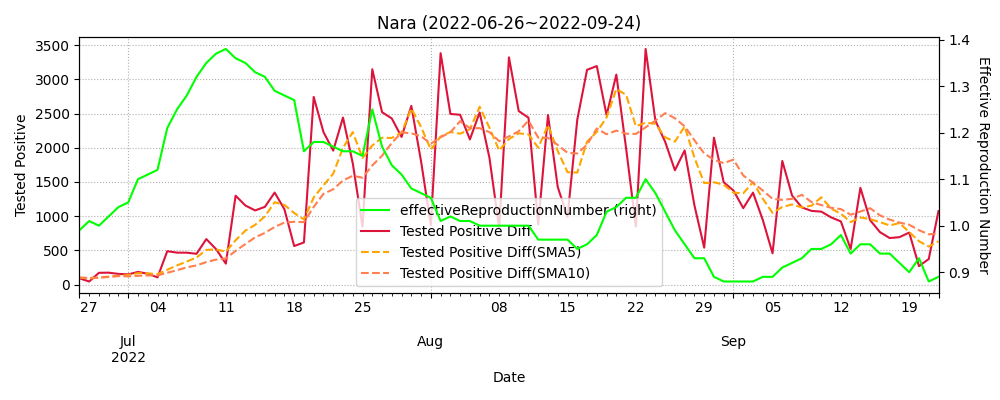 Nara (2022-06-26~2022-09-24)
3500
3000
2500
2000
1500
1000
500
0
Tested Positive
1.4
1.3
1.2
1.1
1.0
0.9
Effective Reproduction Number
effectiveReproductionNumber (right)
Tested Positive Diff
Tested Positive Diff(SMA5)
Tested Positive Diff(SMA10)
27 04 11 18 25 08 15 22 29 05 12 19
Jul Aug Sep
2022
Date